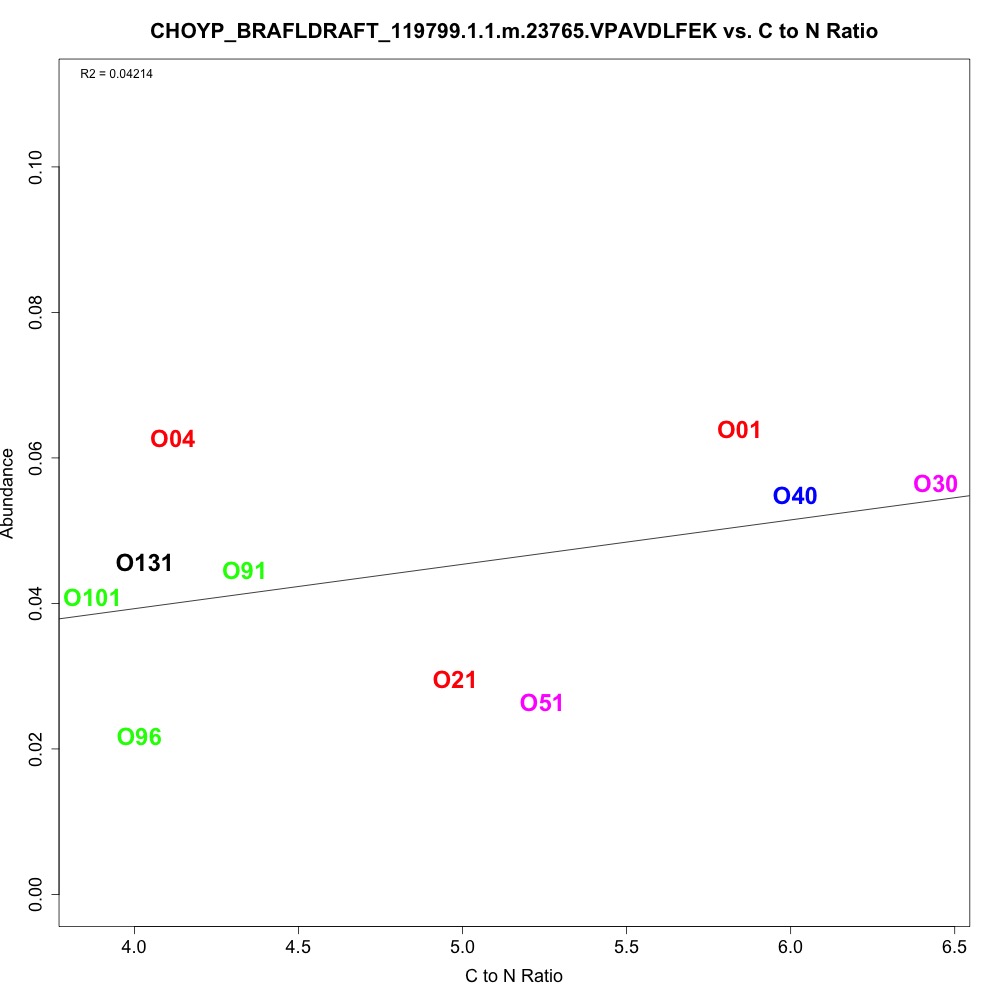 CHOYP_BRAFLDRAFT_119799.1.1.m.23765.VPAVDLFEK vs. C to N Ratio
R2 = 0.04214
0.10
0.08
0.06
0.04
0.02
0.00
Abundance
O04
O01
O40
O30
O131
O91
O101
O21
O51
O96
4.0 4.5 5.0 5.5 6.0 6.5
C to N Ratio